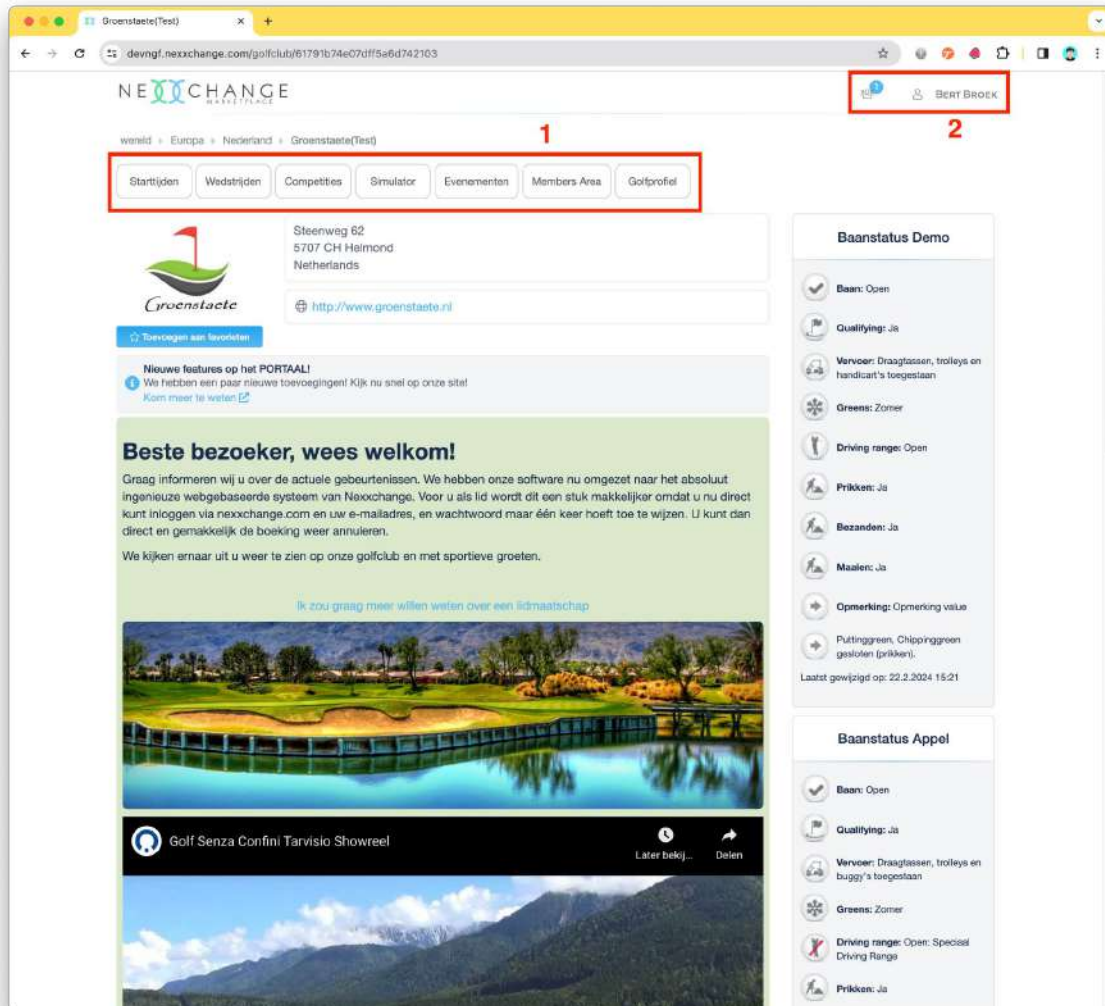 Groenstaete(Test)
devngf.nexxchange.com/golfclub/61791b74e07dff5a6d742103
NEXXCHANGE
MARKETPLACE
BERT BROEK
2
1
wereld Europa Nederland Groenstaete(Test)
Starttijden Wedstrijden Competities Simulator Evenementen Members Area Golfprofiel
Steenweg 62
5707 CH Helmond
Netherlands
Groenstaete
http://www.groenstaete.nl
Toevoegen aan favorieten
Nieuwe features op het PORTAAL!
We hebben een paar nieuwe toevoegingen! Kijk nu snel op onze site!
Kom meer te weten
Beste bezoeker, wees welkom!
Graag informeren wij u over de actuele gebeurtenissen. We hebben onze software nu omgezet naar het absoluut
ingenieuze webgebaseerde systeem van Nexxchange. Voor u als lid wordt dit een stuk makkelijker omdat u nu direct
kunt inloggen via nexxchange.com en uw e-mailadres, en wachtwoord maar één keer hoeft toe te wijzen. U kunt dan
direct en gemakkelijk de boeking weer annuleren.
We kijken ernaar uit u weer te zien op onze golfclub en met sportieve groeten.
Ik zou graag meer willen weten over een lidmaatschap
Golf Senza Confini Tarvisio Showreel
Later bekij...
Delen
Baanstatus Demo
Baan: Open
Qualifying: Ja
Vervoer: Draagtassen, trolleys en
handicart's toegestaan
Greens: Zomer
Driving range: Open
Prikken: Ja
Bezanden: Ja
Maaien: Ja
Opmerking: Opmerking value
Puttinggreen, Chippinggreen
gesloten (prikken).
Laatst gewijzigd op: 22.2.2024 15:21
Baanstatus Appel
Baan: Open
Qualifying: Ja
Vervoer: Draagtassen, trolleys en
buggy's toegestaan
Greens: Zomer
Driving range: Open: Speciaal
Driving Range
Prikken: Ja